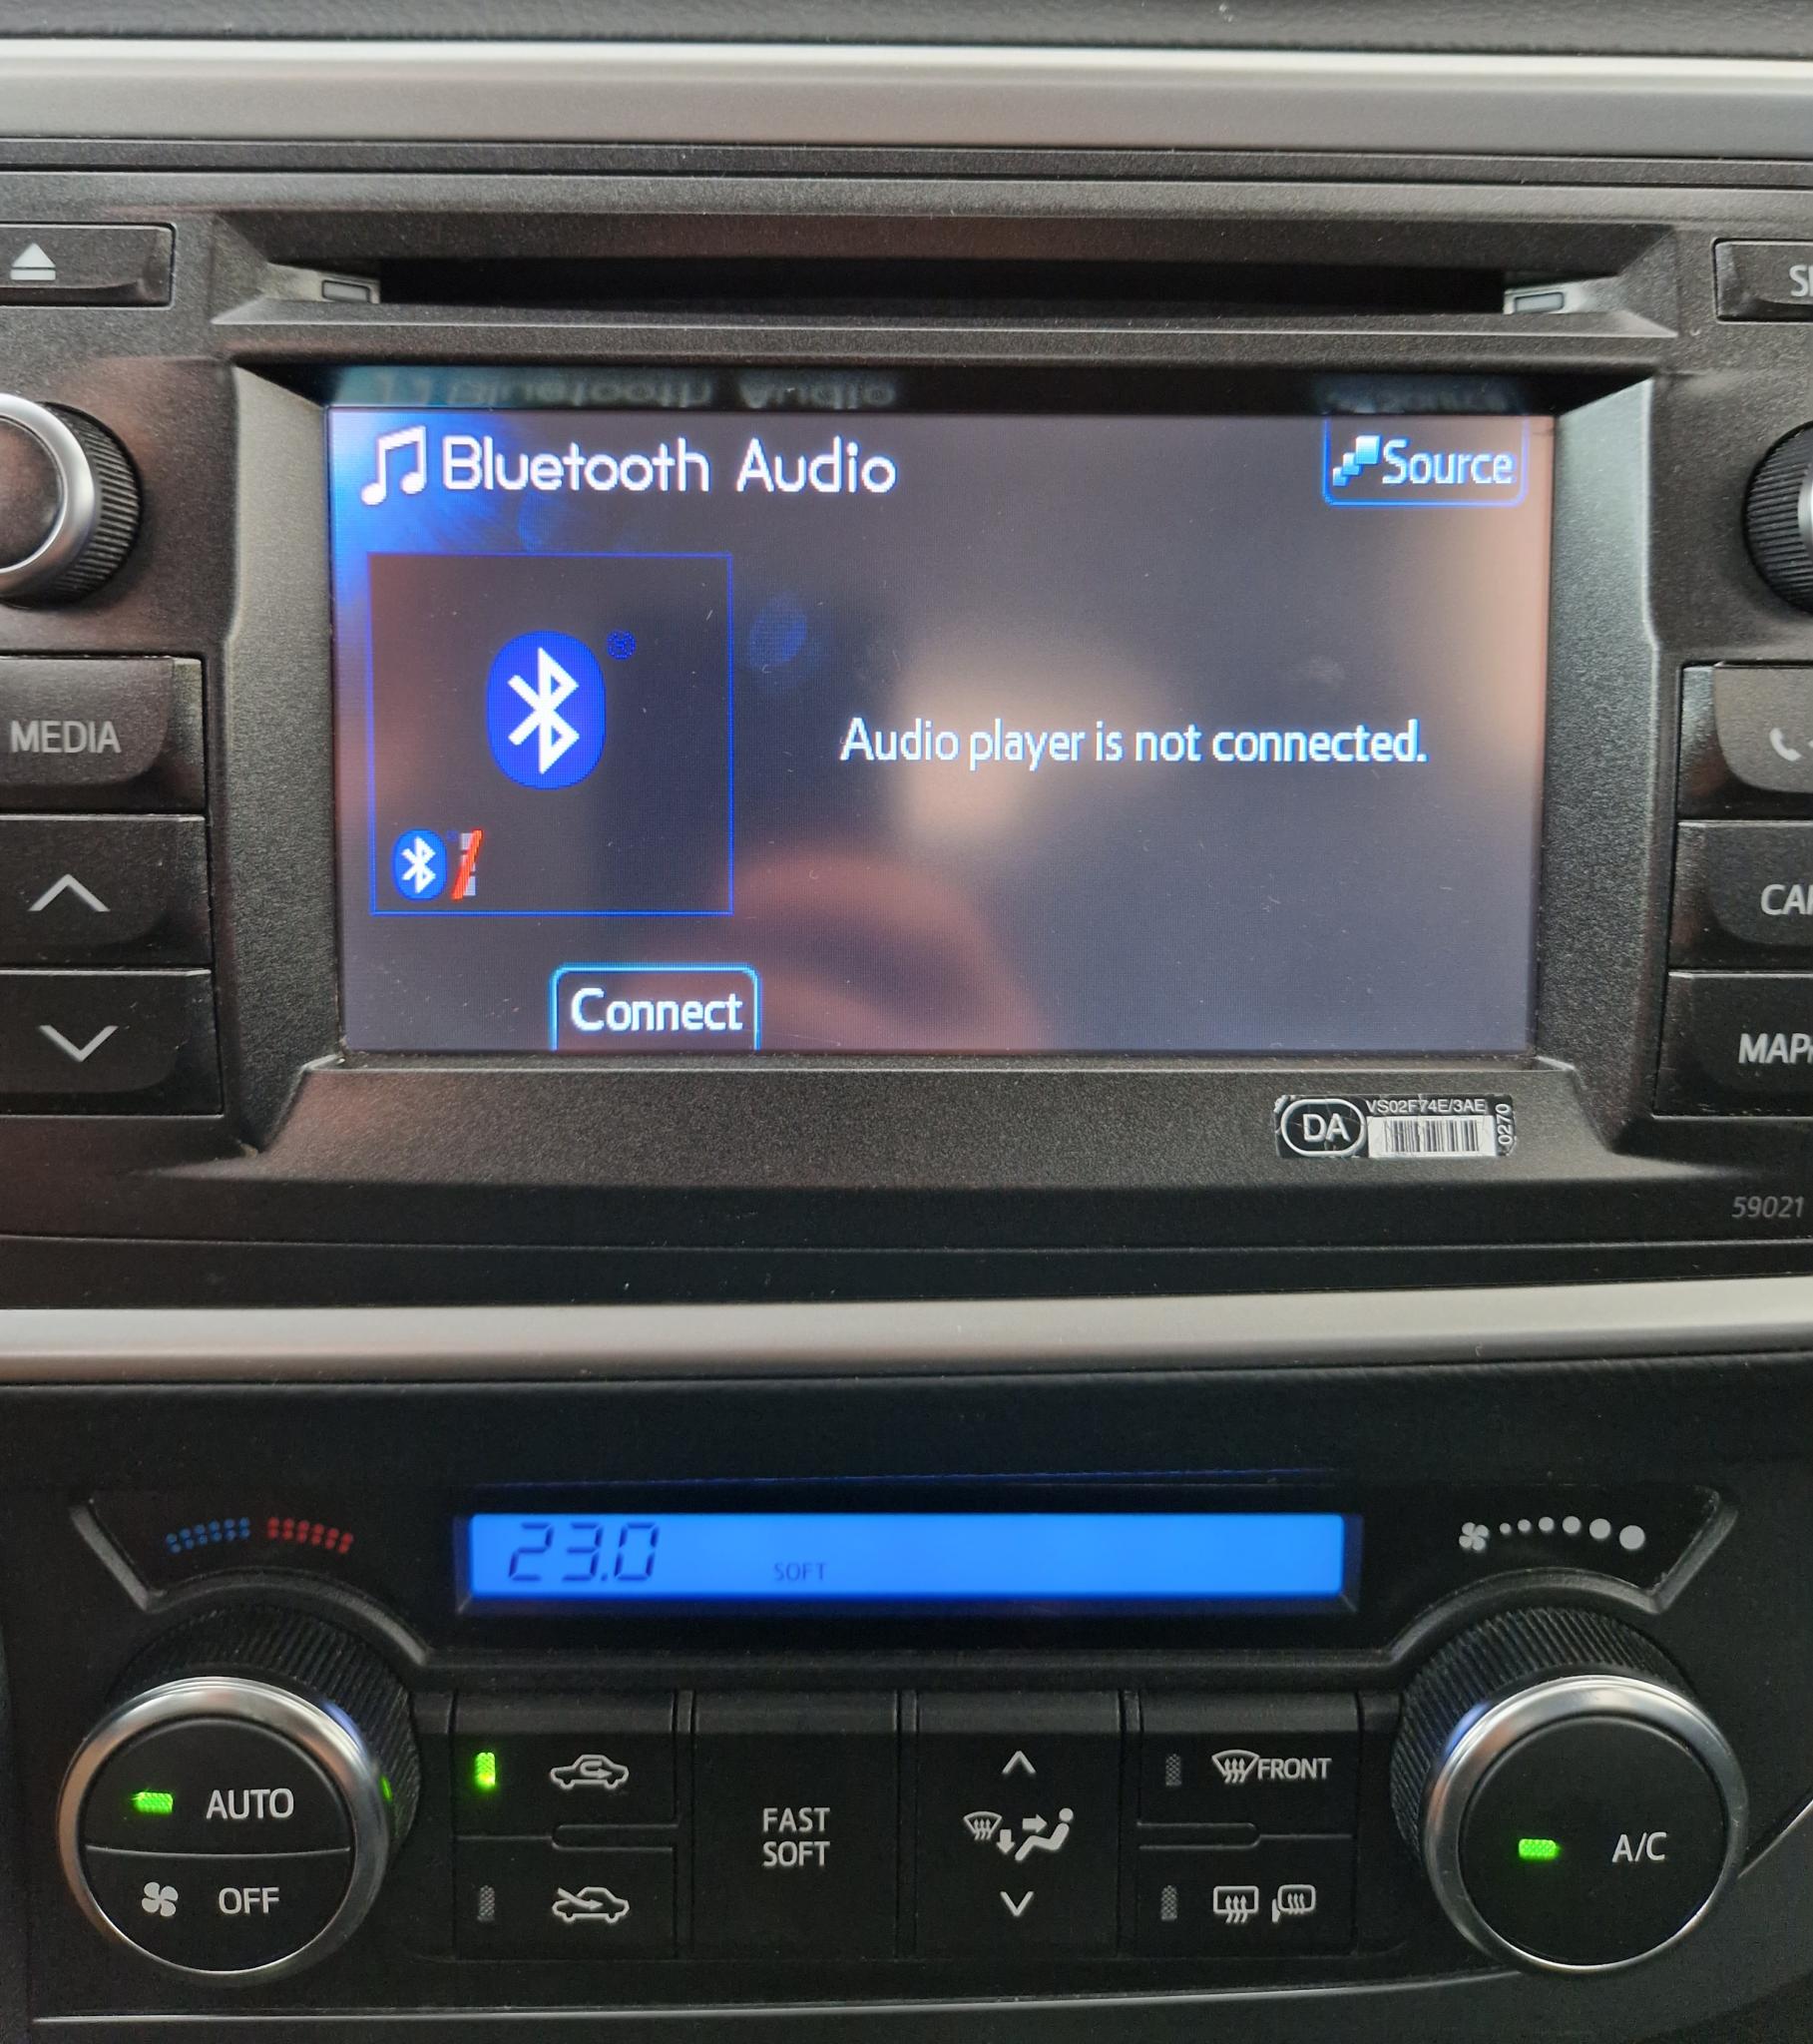 Bluetooth Audio
Source
MEDIA
Audio player is not connected.
Connect
DA
VS02F74E/3AE
0270
59021
23.0
SOFT
AUTO
OFF
FAST
SOFT
FRONT
A/C